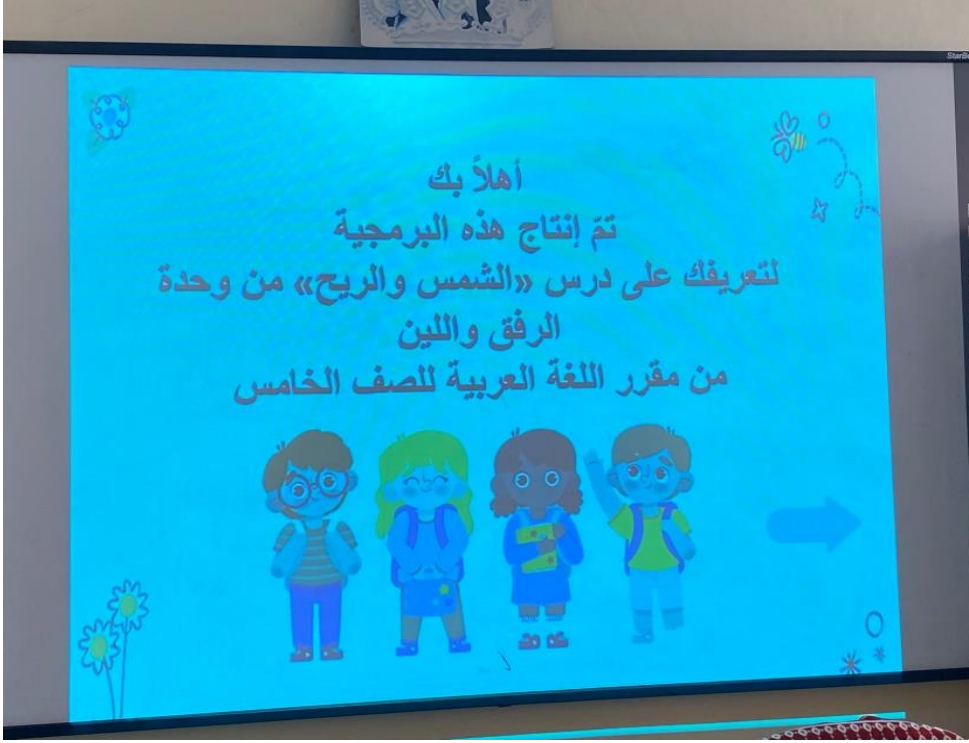 أهلاً بك
تمّ إنتاج هذه البرمجية
لتعريفك على درس «الشمس والريح» من وحدة
الرفق واللين
من مقرر اللغة العربية للصف الخامس